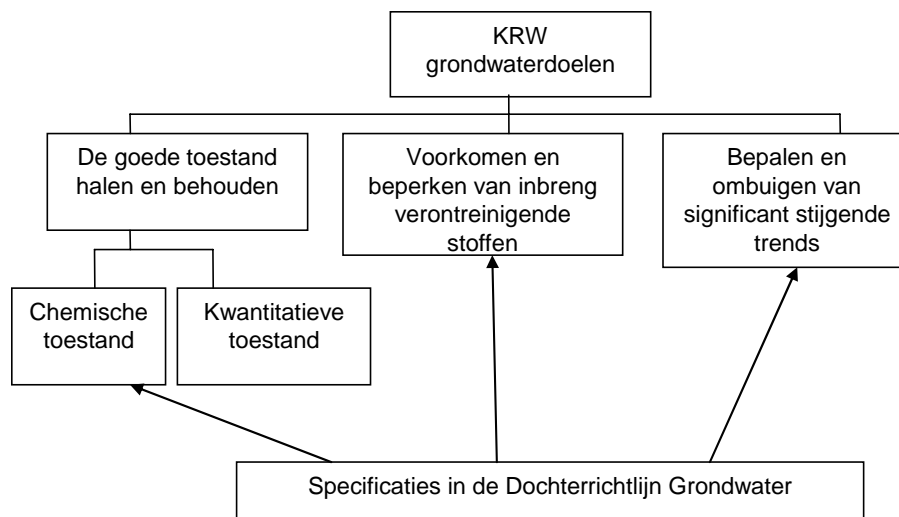 KRW
grondwaterdoelen
De goede toestand
halen en behouden
Voorkomen en
beperken van inbreng
verontreinigende
stoffen
Bepalen en
ombuigen van
significant stijgende
trends
Chemische
toestand
Kwantitatieve
toestand
Specificaties in de Dochterrichtlijn Grondwater